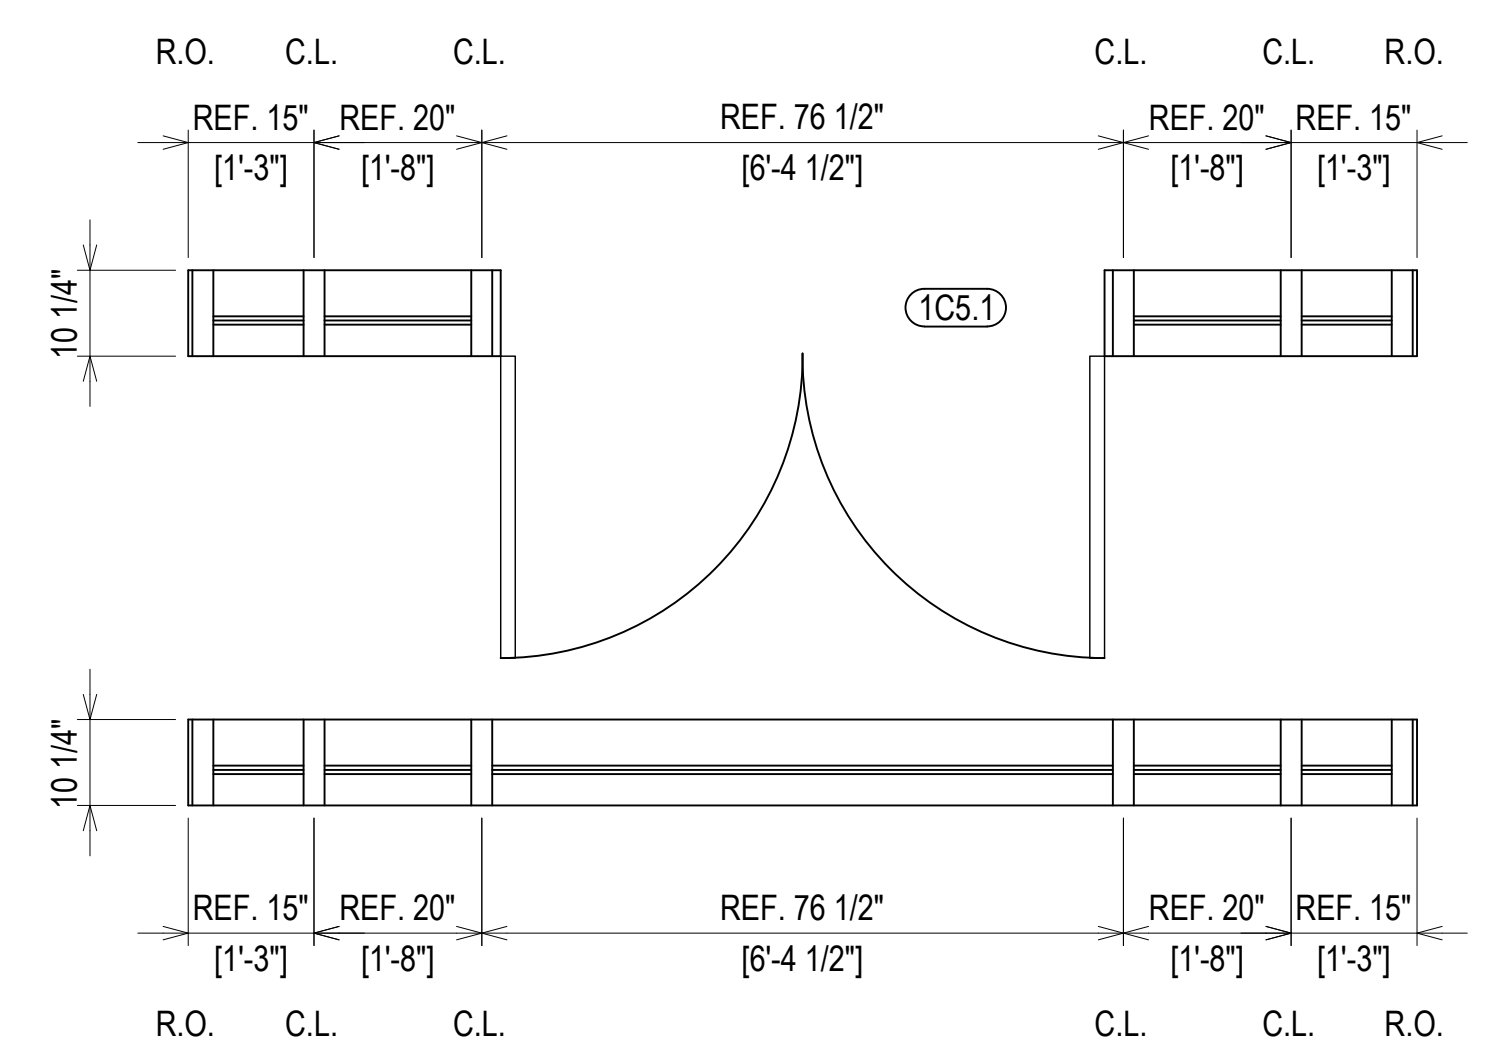 R.O. C.L. C.L. C.L. C.L. R.O.
REF. 15" REF. 20" REF. 76 1/2" REF. 20" REF. 15"
[1'-3"] [1'-8"] [6'-4 1/2"] [1'-8"] [1'-3"]
10 1/4"
1C5.1
10 1/4"
REF. 15" REF. 20" REF. 76 1/2" REF. 20" REF. 15"
[1'-3"] [1'-8"] [6'-4 1/2"] [1'-8"] [1'-3"]
R.O. C.L. C.L. C.L. C.L. R.O.